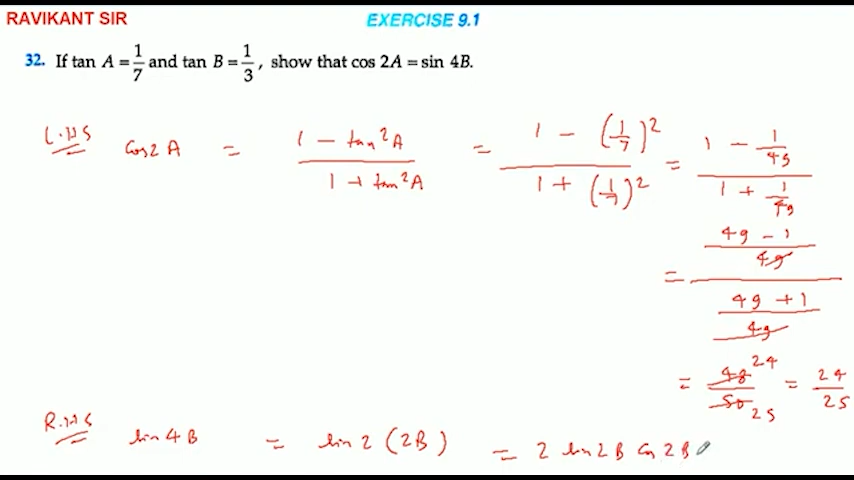 RAVIKANT SIR
EXERCISE 9.1
32. If tan A = 1/7 and tan B = 1/3, show that cos 2A = sin 4B.
L.H.S cos2A = (1 - tan²A)/(1 + tan²A) = (1 - (1/7)²)/(1 + (1/7)²) = (1 - 1/49)/(1 + 1/49)
= ((49 - 1)/49)/((49 + 1)/49)
= 48/50 24 25 = 24/25
R.H.S sin 4B = sin 2(2B) = 2 sin 2B cos 2B